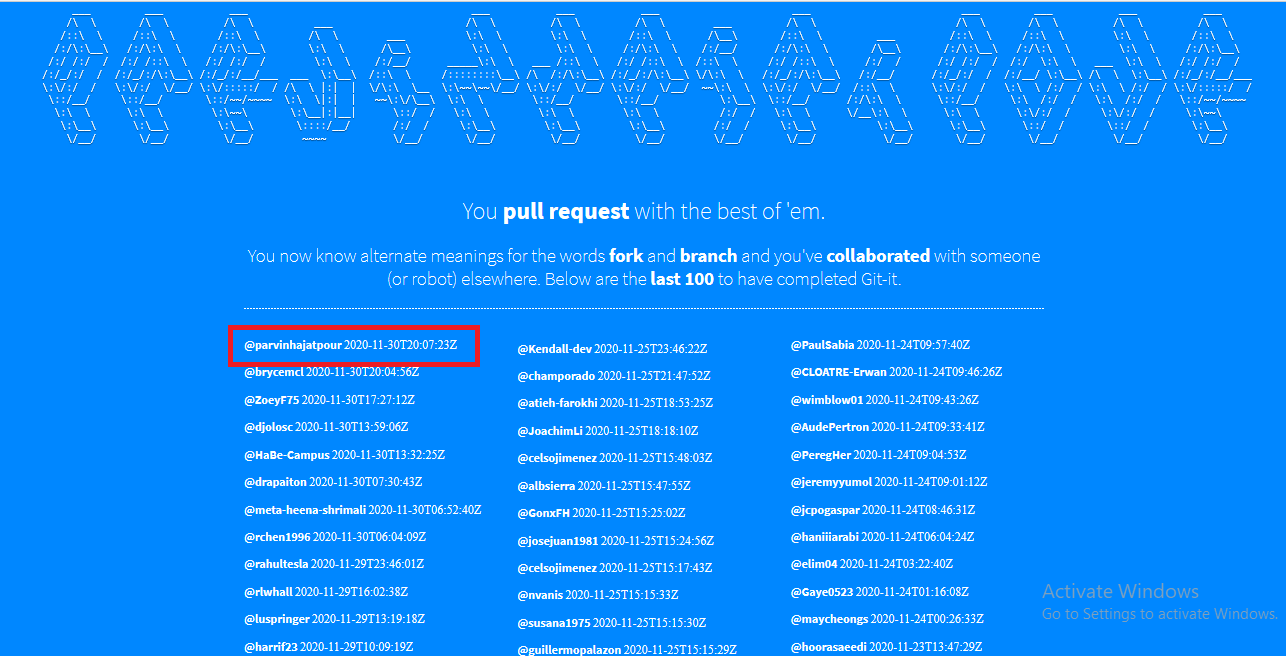 You pull request with the best of 'em.
You now know alternate meanings for the words fork and branch and you've collaborated with someone
(or robot) elsewhere. Below are the last 100 to have completed Git-it.
@parvinhajatpour 2020-11-30T20:07:23Z
@brycemcl 2020-11-30T20:04:56Z
@ZoeyF75 2020-11-30T17:27:12Z
@djolosc 2020-11-30T13:59:06Z
@HaBe-Campus 2020-11-30T13:32:25Z
@drapaiton 2020-11-30T07:30:43Z
@meta-heena-shrimali 2020-11-30T06:52:40Z
@rchen1996 2020-11-30T06:04:09Z
@rahultesla 2020-11-29T23:46:01Z
@rlwhall 2020-11-29T16:02:38Z
@luspringer 2020-11-29T13:19:18Z
@harrif23 2020-11-29T10:09:19Z
@Kendall-dev 2020-11-25T23:46:22Z
@champorado 2020-11-25T21:47:52Z
@atieh-farokhi 2020-11-25T18:53:25Z
@JoachimLi 2020-11-25T18:18:10Z
@celsojimenez 2020-11-25T15:48:03Z
@albsierra 2020-11-25T15:47:55Z
@GonxFH 2020-11-25T15:25:02Z
@josejuan1981 2020-11-25T15:24:56Z
@celsojimenez 2020-11-25T15:17:43Z
@nvanis 2020-11-25T15:15:33Z
@susana1975 2020-11-25T15:15:30Z
@guillermopalazon 2020-11-25T15:15:29Z
@PaulSabia 2020-11-24T09:57:40Z
@CLOATRE-Erwan 2020-11-24T09:46:26Z
@wimblow01 2020-11-24T09:43:26Z
@AudePertron 2020-11-24T09:33:41Z
@PeregHer 2020-11-24T09:04:53Z
@jeremyyumol 2020-11-24T09:01:12Z
@jcpogaspar 2020-11-24T08:46:31Z
@haniiiarabi 2020-11-24T06:04:24Z
@elim04 2020-11-24T03:22:40Z
@Gaye0523 2020-11-24T01:16:08Z
@maycheongs 2020-11-24T00:26:33Z
@hoorasaeedi 2020-11-23T13:47:29Z
Activate Windows
Go to Settings to activate Windows.